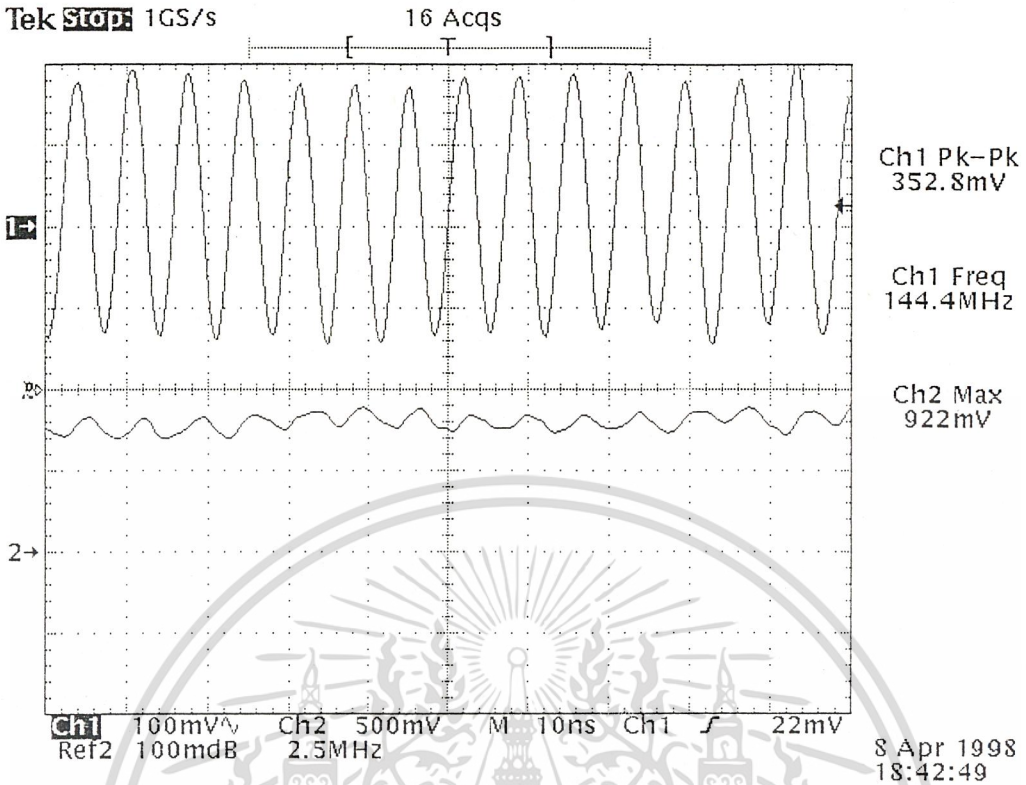 Tek Stop: 1GS/s 16 Acqs
Ch1 Pk-Pk
352.8mV
1→
Ch1 Freq
144.4MHz
Ch2 Max
922mV
2→
Ch1 100mV∿ Ch2 500mV M 10ns Ch1 ∫ 22mV
Ref2 100mdB 2.5MHz
8 Apr 1998
18:42:49